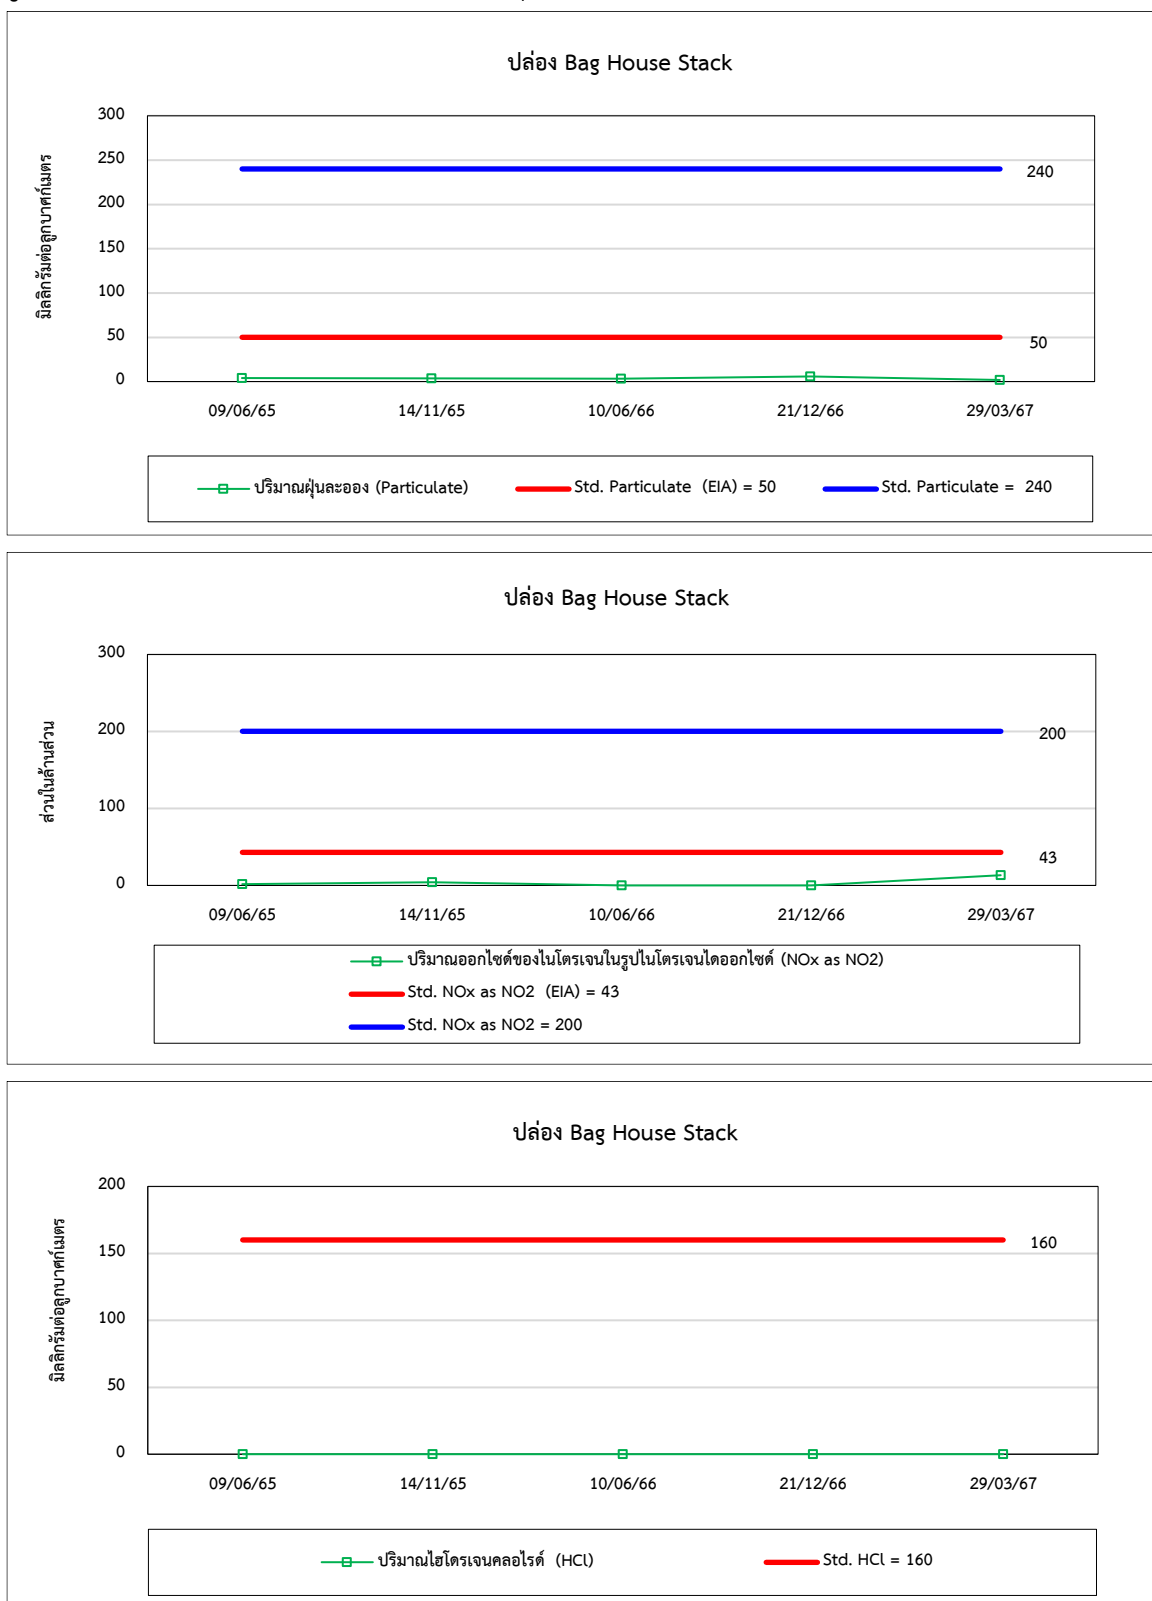 ปล่อง Bag House Stack
มิลลิกรัมต่อลูกบาศก์เมตร
300
250
200
150
100
50
0
240
50
09/06/65 14/11/65 10/06/66 21/12/66 29/03/67
ปริมาณฝุ่นละออง (Particulate) Std. Particulate (EIA) = 50 Std. Particulate = 240
ปล่อง Bag House Stack
ส่วนในล้านส่วน
300
200
100
0
200
43
09/06/65 14/11/65 10/06/66 21/12/66 29/03/67
ปริมาณออกไซด์ของไนโตรเจนในรูปไนโตรเจนไดออกไซด์ (NOx as NO2)
Std. NOx as NO2 (EIA) = 43
Std. NOx as NO2 = 200
ปล่อง Bag House Stack
มิลลิกรัมต่อลูกบาศก์เมตร
200
150
100
50
0
160
09/06/65 14/11/65 10/06/66 21/12/66 29/03/67
ปริมาณไฮโดรเจนคลอไรด์ (HCl) Std. HCl = 160